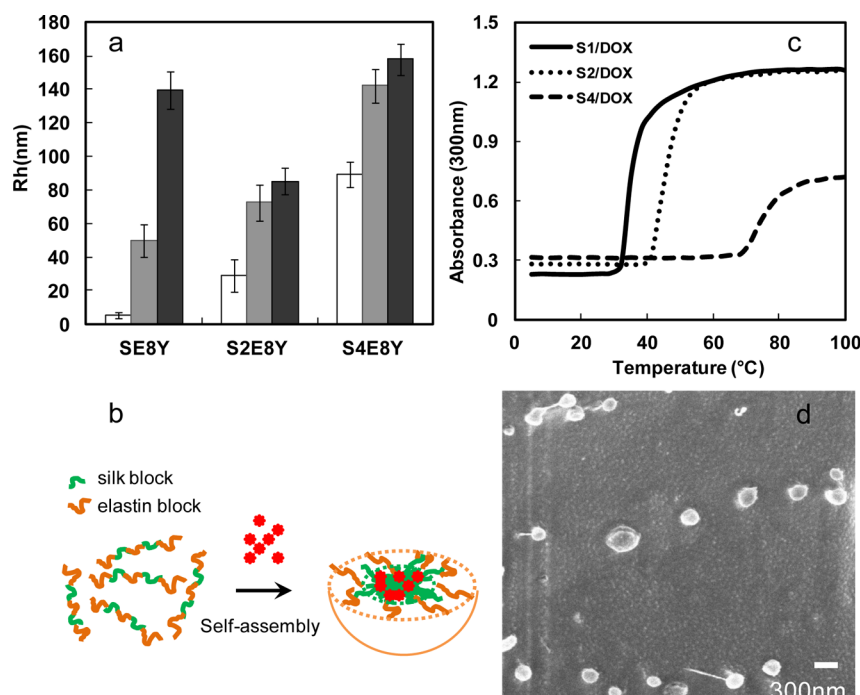 a
Rh(nm)
160
140
120
100
80
60
40
20
0
SE8Y S2E8Y S4E8Y
c
S1/DOX
S2/DOX
S4/DOX
Absorbance (300nm)
1.5
1.2
0.9
0.6
0.3
0
0 20 40 60 80 100
Temperature (°C)
b
silk block
elastin block
Self-assembly
d
300nm